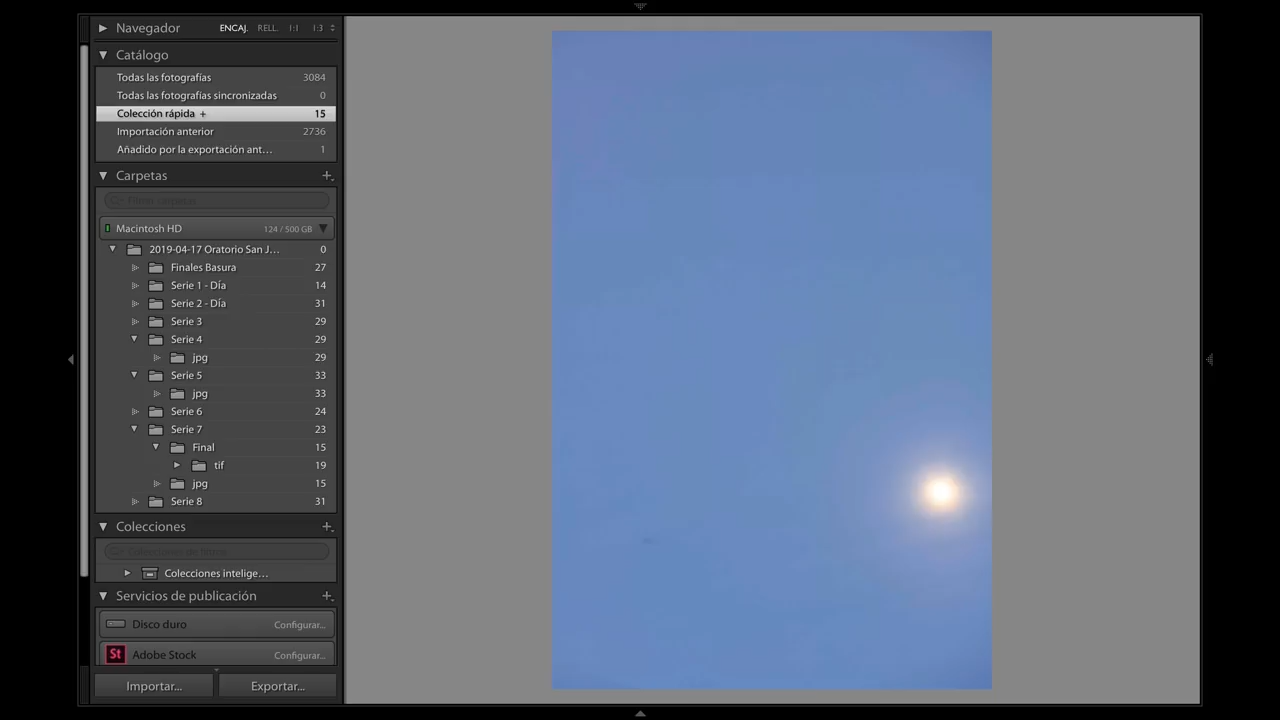 Navegador ENCAJ. RELL. 1:1 1:3
Catálogo
Todas las fotografías 3084
Todas las fotografías sincronizadas 0
Colección rápida + 15
Importación anterior 2736
Añadido por la exportación ant... 1
Carpetas
Filtrar carpetas
Macintosh HD 124 / 500 GB
2019-04-17 Oratorio San J... 0
Finales Basura 27
Serie 1 - Día 14
Serie 2 - Día 31
Serie 3 29
Serie 4 29
jpg 29
Serie 5 33
jpg 33
Serie 6 24
Serie 7 23
Final 15
tif 19
jpg 15
Serie 8 31
Colecciones
Colecciones de filtros
Colecciones intelige...
Servicios de publicación
Disco duro Configurar...
St Adobe Stock Configurar...
Importar... Exportar...